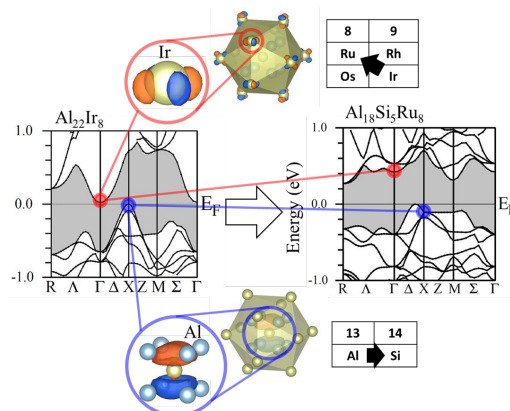 Ir
8 9
Ru Rh
Os Ir
Al22Ir8
Al18Si5Ru8
1.0
0.0
-1.0
EF
R Λ Γ Δ X Z M Σ Γ
Energy (eV)
1.0
0.0
-1.0
E
R Λ Γ Δ X Z M Σ Γ
Al
13 14
Al Si